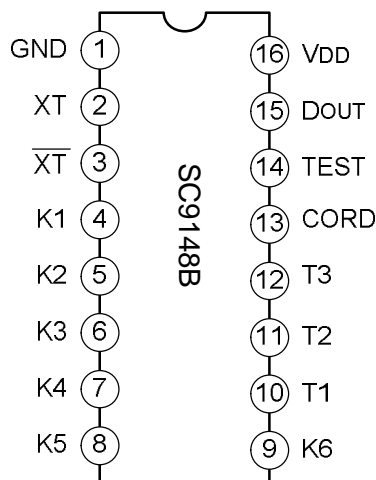 GND 1 16 VDD
XT 2 15 DOUT
X̅T̅ 3 14 TEST
K1 4 13 CORD
K2 5 12 T3
K3 6 11 T2
K4 7 10 T1
K5 8 9 K6
SC9148B